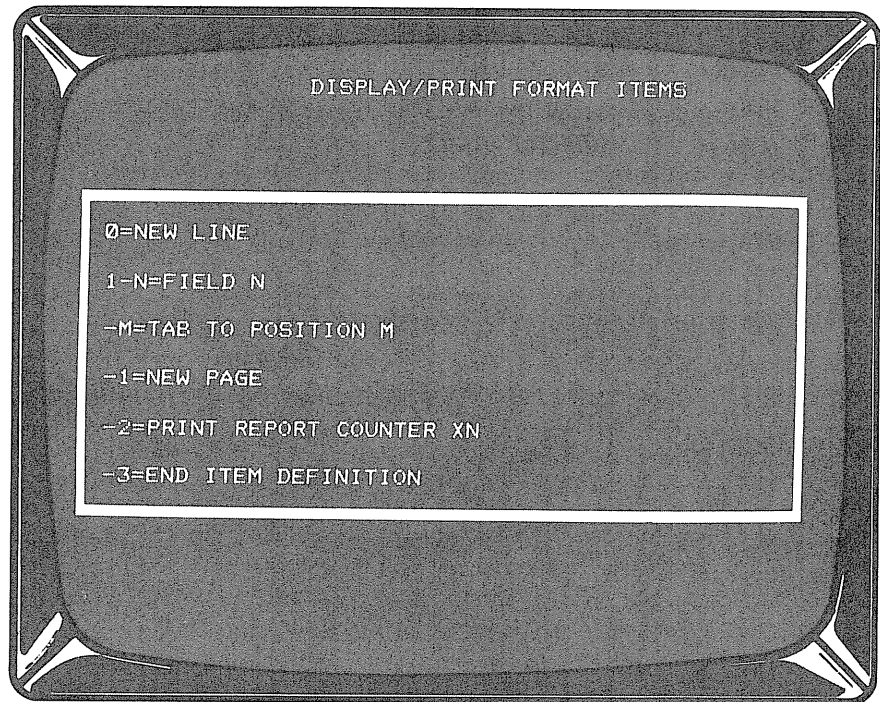 DISPLAY/PRINT FORMAT ITEMS
0=NEW LINE
1-N=FIELD N
-M=TAB TO POSITION M
-1=NEW PAGE
-2=PRINT REPORT COUNTER XN
-3=END ITEM DEFINITION